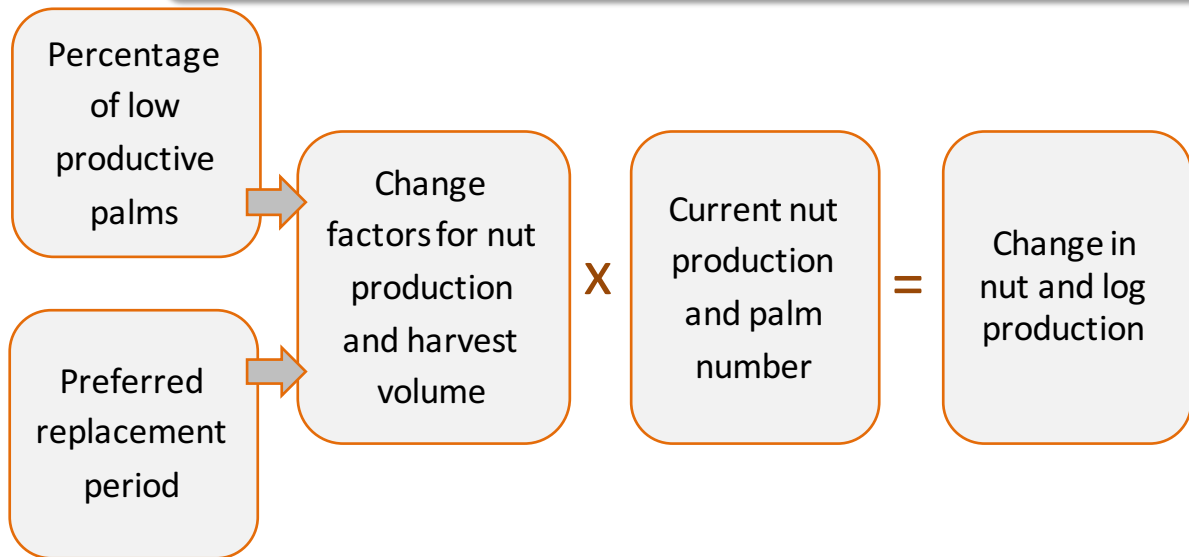 Percentage
of low
productive
palms
Preferred
replacement
period
Change
factors for nut
production
and harvest
volume
X
Current nut
production
and palm
number
=
Change in
nut and log
production